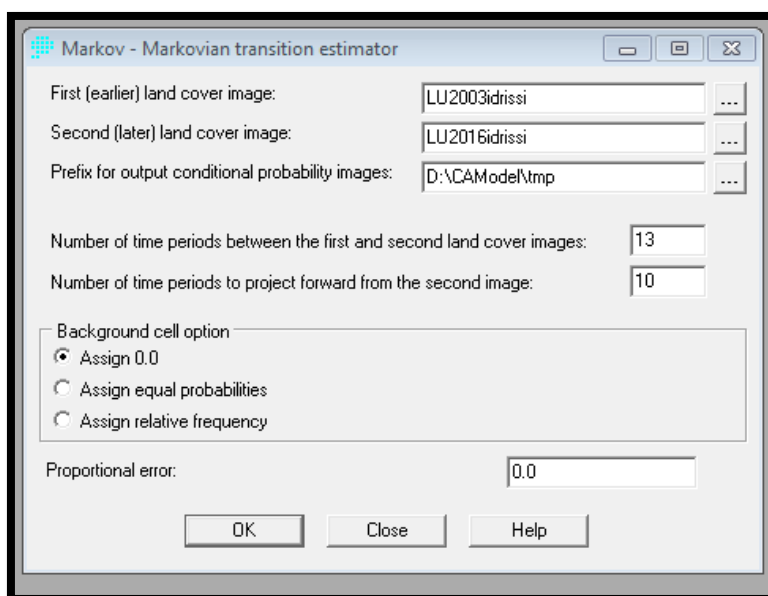 Markov - Markovian transition estimator
First (earlier) land cover image:
LU2003idrissi
...
Second (later) land cover image:
LU2016idrissi
...
Prefix for output conditional probability images:
D:\CAModel\tmp
...
Number of time periods between the first and second land cover images:
13
Number of time periods to project forward from the second image:
10
Background cell option
Assign 0.0
Assign equal probabilities
Assign relative frequency
Proportional error:
0.0
OK
Close
Help